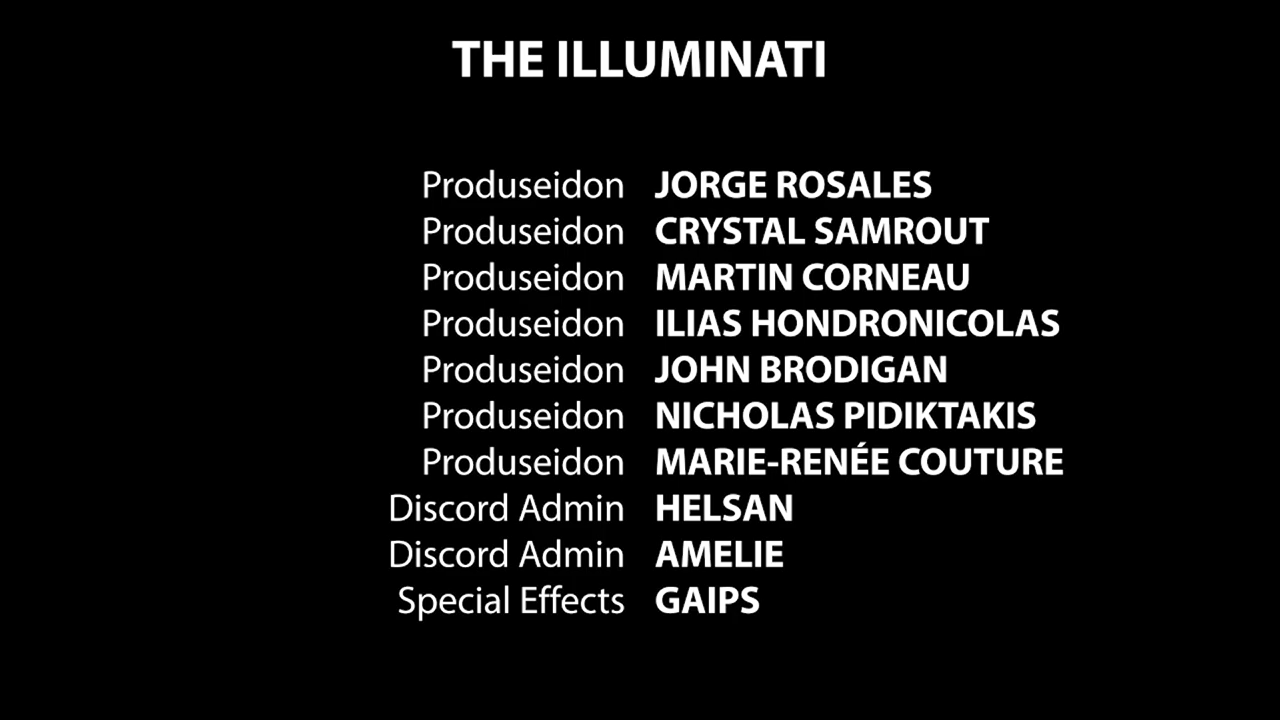 THE ILLUMINATI
Produseidon JORGE ROSALES
Produseidon CRYSTAL SAMROUT
Produseidon MARTIN CORNEAU
Produseidon ILIAS HONDRONICOLAS
Produseidon JOHN BRODIGAN
Produseidon NICHOLAS PIDIKTAKIS
Produseidon MARIE-RENÉE COUTURE
Discord Admin HELSAN
Discord Admin AMELIE
Special Effects GAIPS